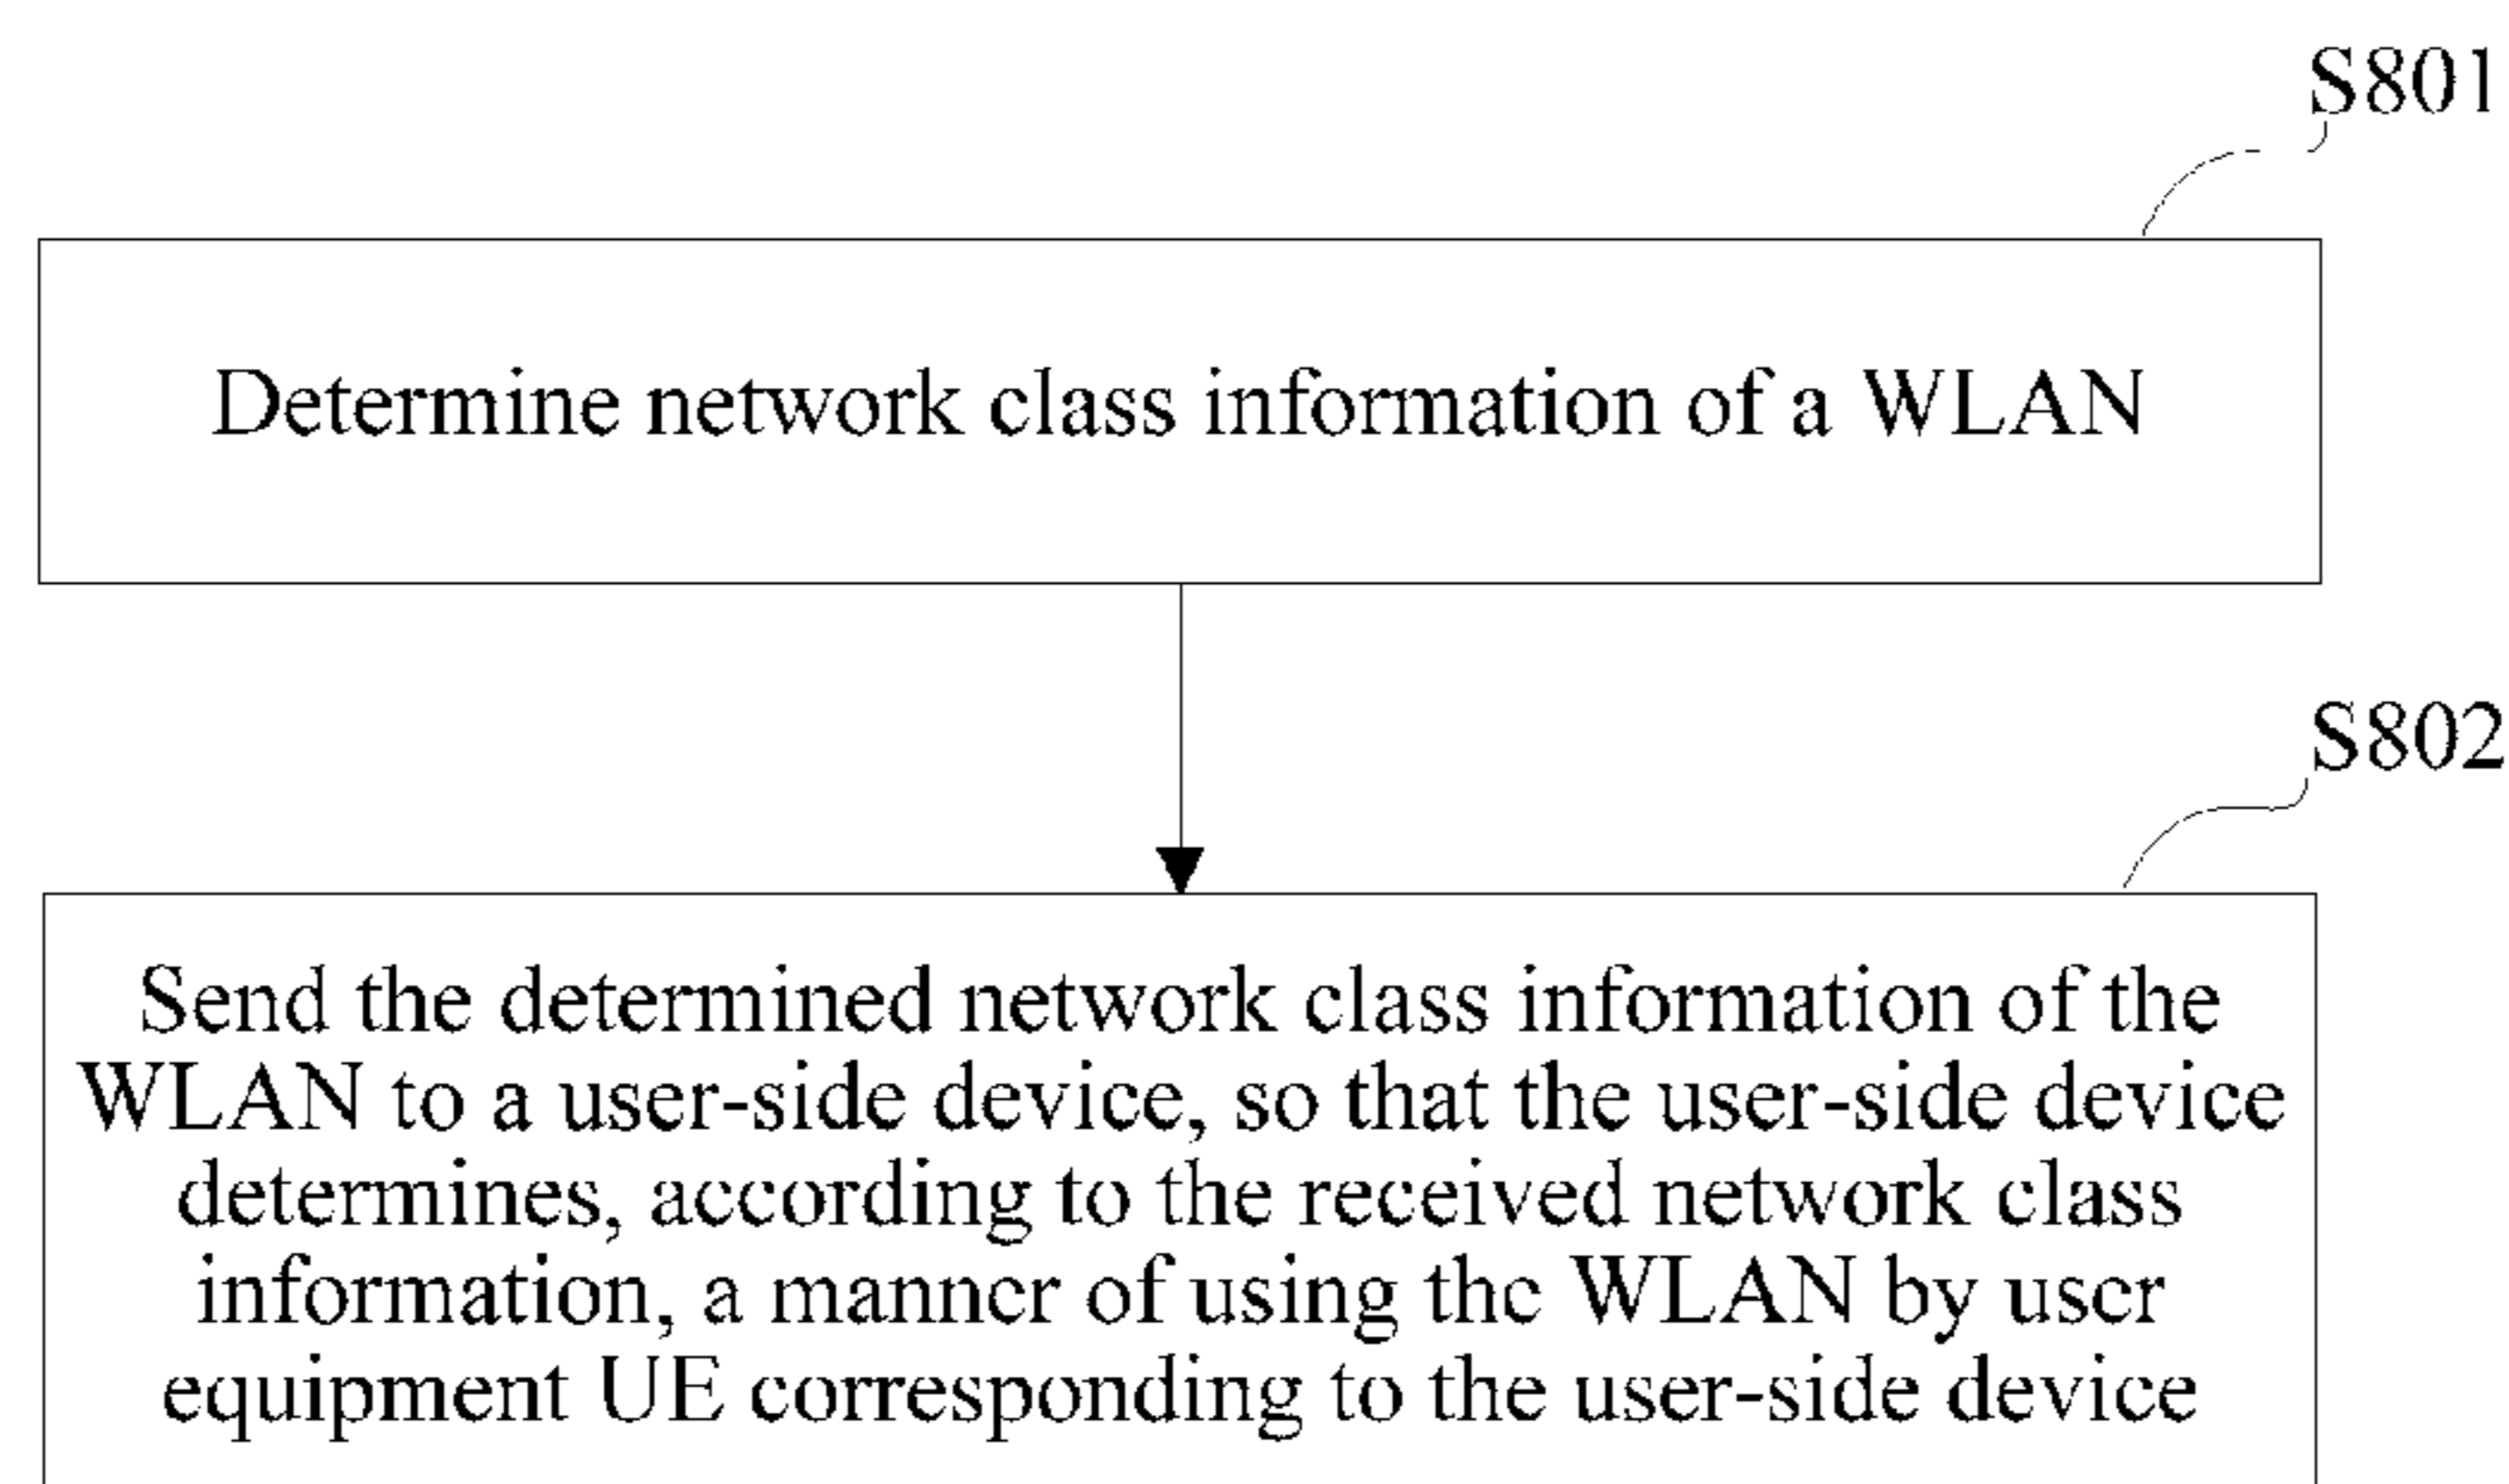 S801
Determine network class information of a WLAN
S802
Send the determined network class information of the
WLAN to a user-side device, so that the user-side device
determines, according to the received network class
information, a manner of using the WLAN by user
equipment UE corresponding to the user-side device